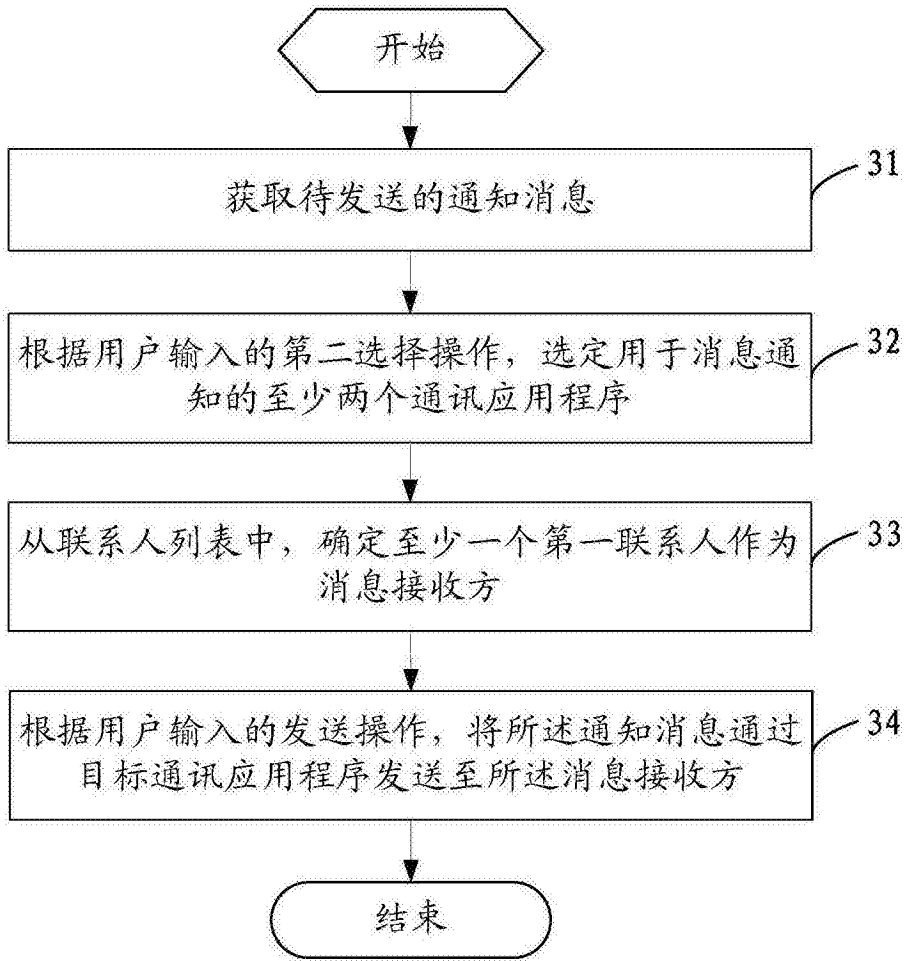 开始
获取待发送的通知消息
31
根据用户输入的第二选择操作，选定用于消息通
知的至少两个通讯应用程序
32
从联系人列表中，确定至少一个第一联系人作为
消息接收方
33
根据用户输入的发送操作，将所述通知消息通过
目标通讯应用程序发送至所述消息接收方
34
结束